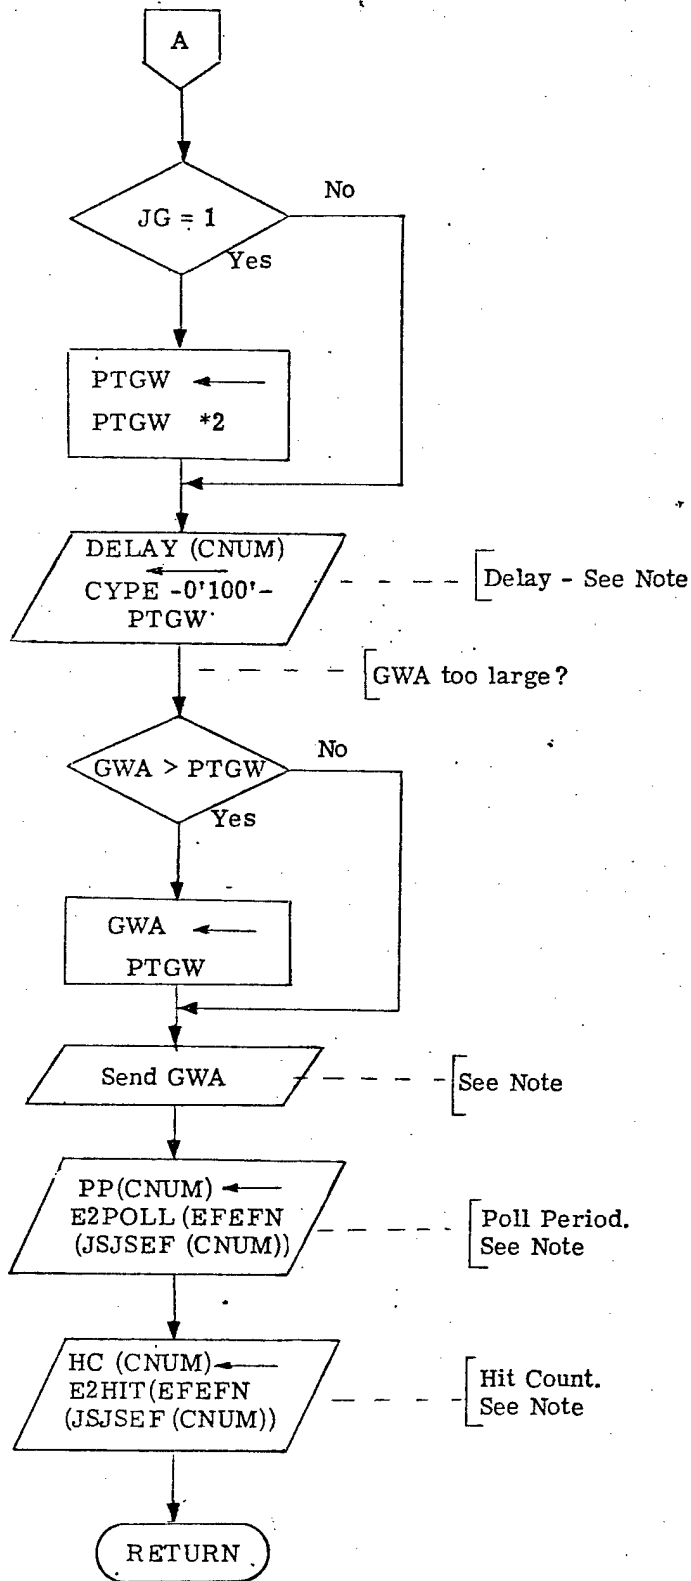 A
No
JG = 1
Yes
PTGW ←
PTGW *2
DELAY (CNUM)
←
CYPE -0'100'-
PTGW
Delay - See Note
GWA too large?
No
GWA > PTGW
Yes
GWA ←
PTGW
Send GWA
See Note
PP(CNUM) ←
E2POLL (EFEFN
(JSJSEF (CNUM))
Poll Period.
See Note
HC (CNUM) ←
E2HIT(EFEFN
(JSJSEF (CNUM))
Hit Count.
See Note
RETURN